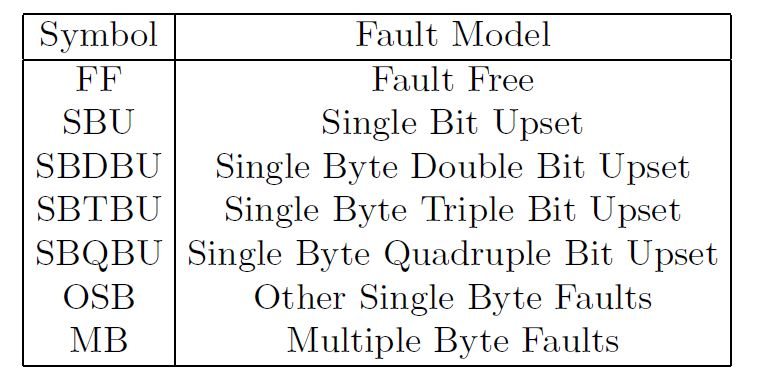 Symbol Fault Model
FF Fault Free
SBU Single Bit Upset
SBDBU Single Byte Double Bit Upset
SBTBU Single Byte Triple Bit Upset
SBQBU Single Byte Quadruple Bit Upset
OSB Other Single Byte Faults
MB Multiple Byte Faults